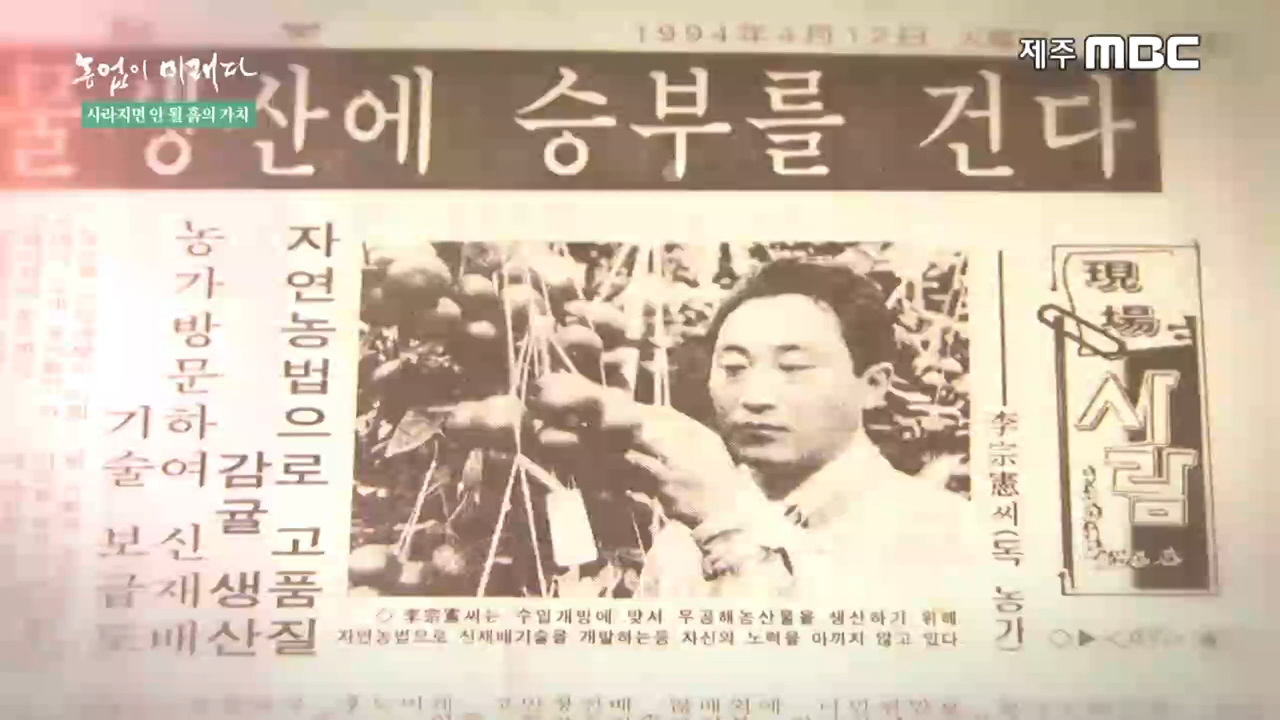 농업이 미래다
사라지면 안 될 흙의 가치
제주 MBC
1994年4月12日
생산에 승부를 건다
자연농법으로 고품질
감귤생산
농가방문하여 신재배
기술보급도
現場
사람
李宗憲씨(독농가)
◇李宗憲씨는 수입개방에 맞서 무공해농산물을 생산하기 위해
자연농법으로 신재배기술을 개발하는등 자신의 노력을 아끼지 않고 있다